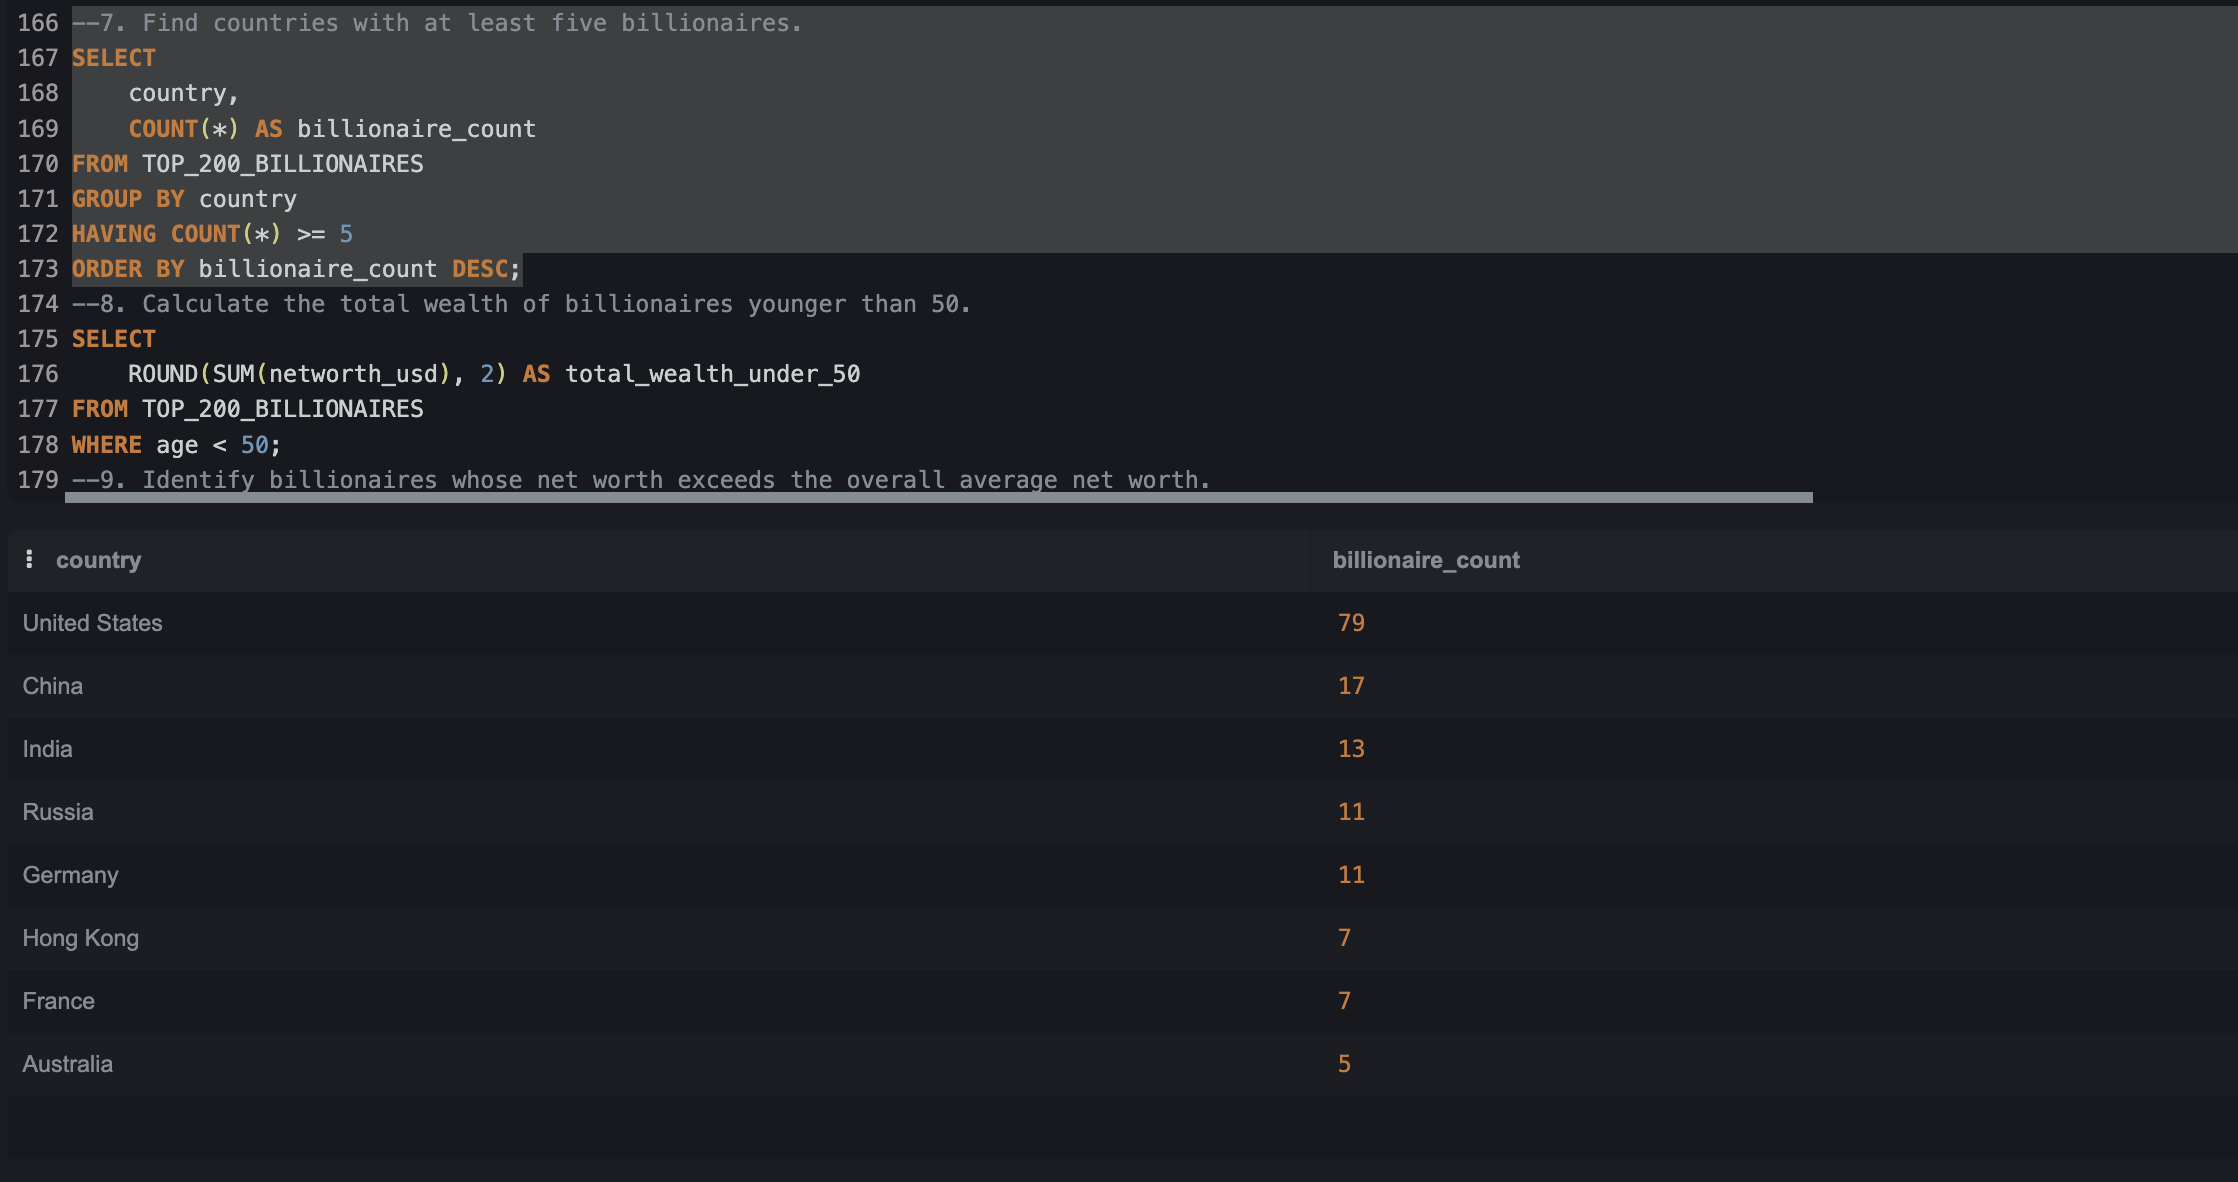 166 --7. Find countries with at least five billionaires.
167 SELECT
168     country,
169     COUNT(*) AS billionaire_count
170 FROM TOP_200_BILLIONAIRES
171 GROUP BY country
172 HAVING COUNT(*) >= 5
173 ORDER BY billionaire_count DESC;
174 --8. Calculate the total wealth of billionaires younger than 50.
175 SELECT
176     ROUND(SUM(networth_usd), 2) AS total_wealth_under_50
177 FROM TOP_200_BILLIONAIRES
178 WHERE age < 50;
179 --9. Identify billionaires whose net worth exceeds the overall average net worth.
country billionaire_count
United States 79
China 17
India 13
Russia 11
Germany 11
Hong Kong 7
France 7
Australia 5